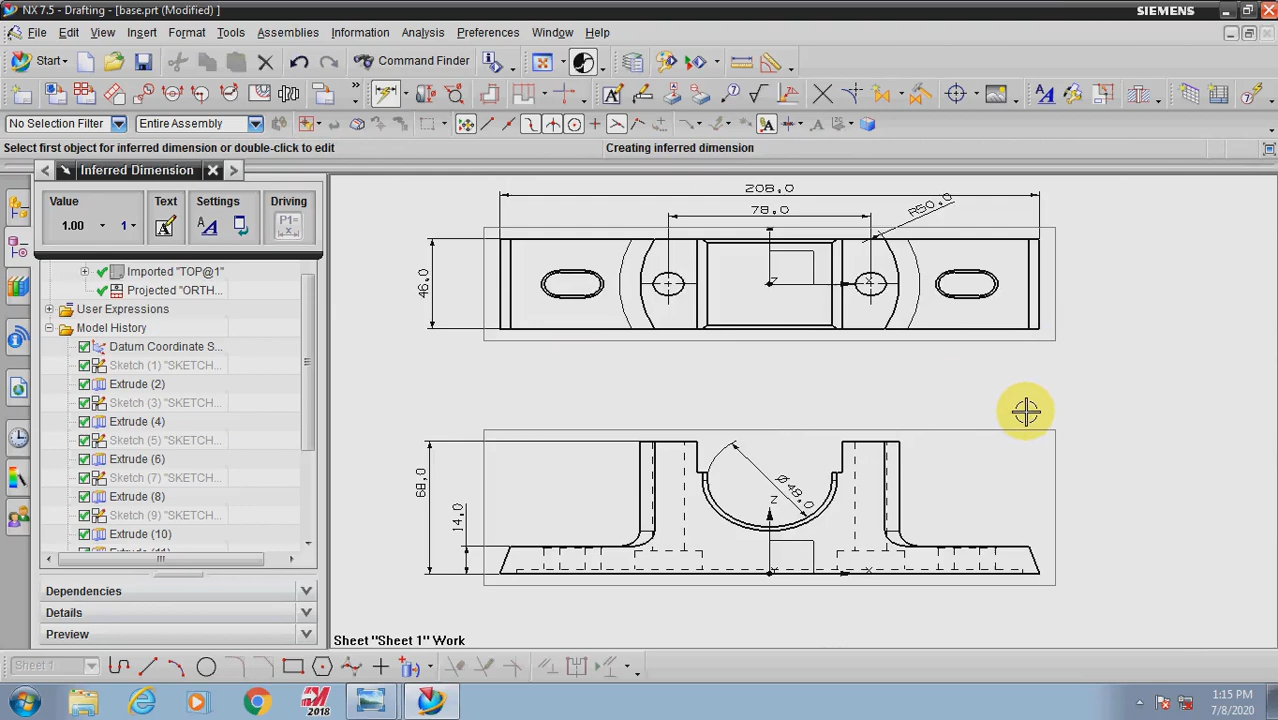 NX 7.5 - Drafting - [base.prt (Modified) ]
SIEMENS
File Edit View Insert Format Tools Assemblies Information Analysis Preferences Window Help
Start
Command Finder
No Selection Filter
Entire Assembly
Select first object for inferred dimension or double-click to edit
Creating inferred dimension
Inferred Dimension
Value Text Settings Driving
1.00 1
P1=
x
Imported "TOP@1"
Projected "ORTH...
User Expressions
Model History
Datum Coordinate S...
Sketch (1) "SKETCH...
Extrude (2)
Sketch (3) "SKETCH...
Extrude (4)
Sketch (5) "SKETCH...
Extrude (6)
Sketch (7) "SKETCH...
Extrude (8)
Sketch (9) "SKETCH...
Extrude (10)
Dependencies
Details
Preview
208.0
78.0
R50.0
46.0
68.0
14.0
Ø48.0
Z
X
Sheet "Sheet 1" Work
Sheet 1
2018
1:15 PM
7/8/2020